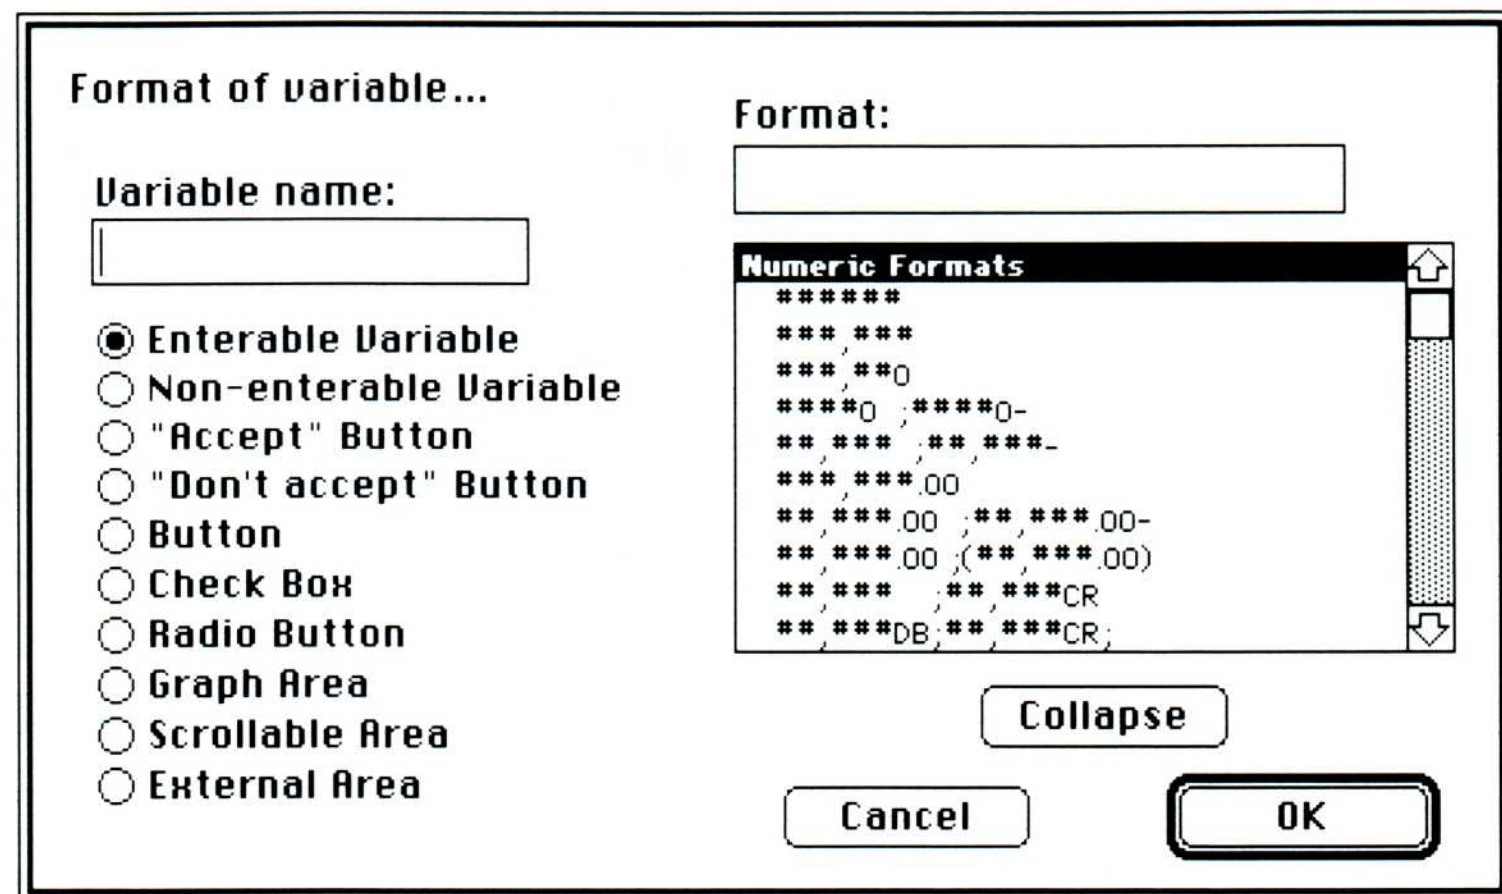 Format of variable...
Variable name:
Enterable Variable
Non-enterable Variable
"Accept" Button
"Don't accept" Button
Button
Check Box
Radio Button
Graph Area
Scrollable Area
External Area
Format:
Numeric Formats
######
###,###
###,##0
####0 ;####0-
##,### ;##,###-
###,###.00
##,###.00 ;##,###.00-
##,###.00 ;(##,###.00)
##,### ;##,###CR
##,###DB;##,###CR;
Collapse
Cancel
OK